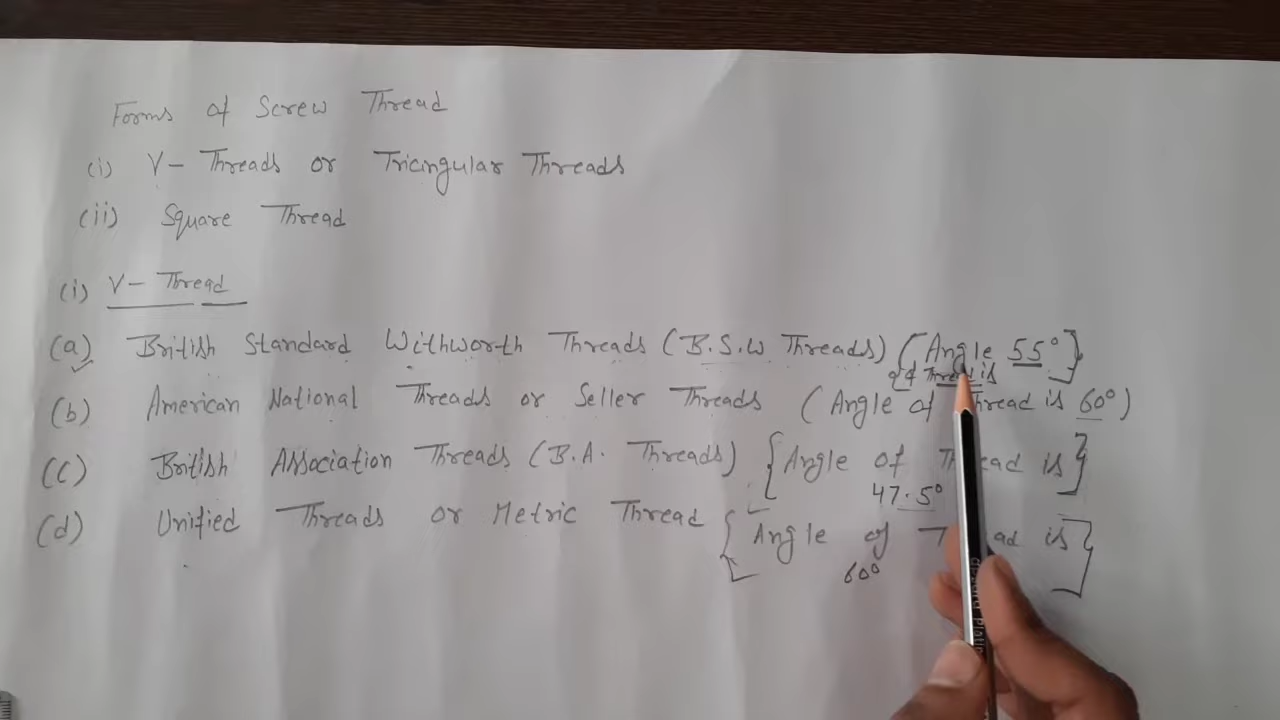 Forms of Screw Thread
(i) V- Threads or Triangular Threads
(ii) Square Thread
(i) V- Thread
(a) British Standard Withworth Threads (B.S.W Threads) (Angle 55°}
of Thread is
(b) American National Threads or Seller Threads (Angle of Thread is 60°)
(c) British Association Threads (B.A. Threads) {Angle of Thread is}
47.5°
(d) Unified Threads or Metric Thread {Angle of ad is}
60°